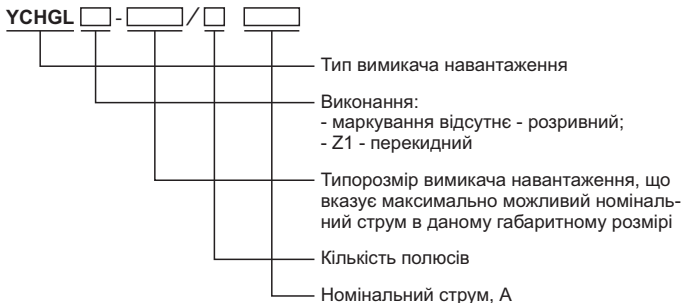 YCHGL - /
Тип вимикача навантаження
Виконання:
- маркування відсутнє - розривний;
- Z1 - перекидний
Типорозмір вимикача навантаження, що
вказує максимально можливий номіналь-
ний струм в даному габаритному розмірі
Кількість полюсів
Номінальний струм, А